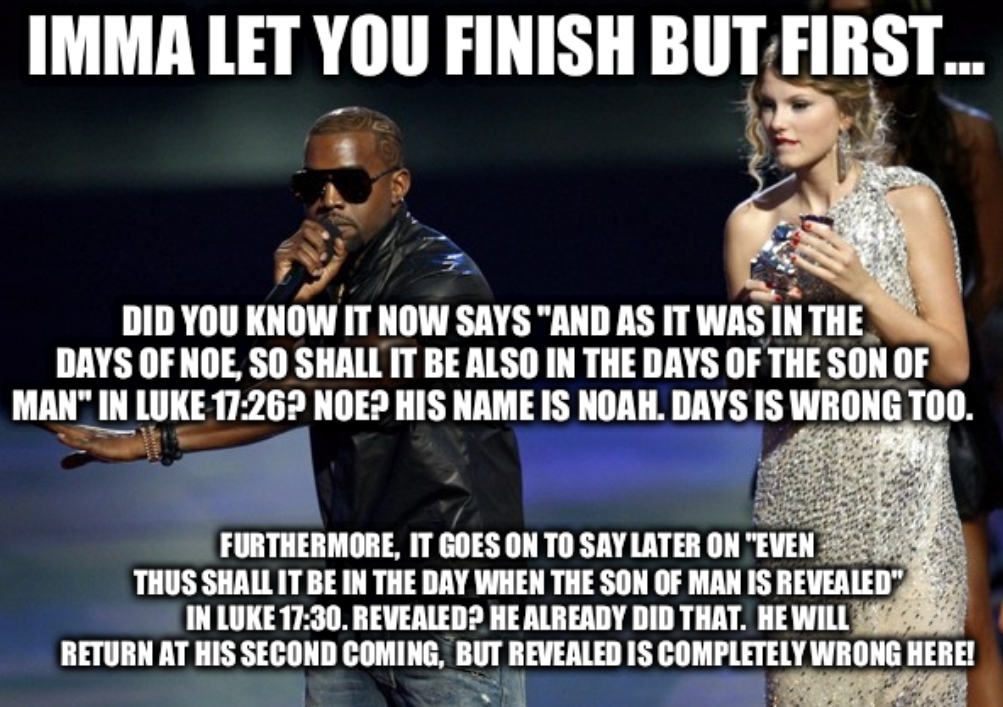 IMMA LET YOU FINISH BUT FIRST...
DID YOU KNOW IT NOW SAYS "AND AS IT WAS IN THE
DAYS OF NOE, SO SHALL IT BE ALSO IN THE DAYS OF THE SON OF
MAN" IN LUKE 17:26? NOE? HIS NAME IS NOAH. DAYS IS WRONG TOO.
FURTHERMORE, IT GOES ON TO SAY LATER ON "EVEN
THUS SHALL IT BE IN THE DAY WHEN THE SON OF MAN IS REVEALED"
IN LUKE 17:30. REVEALED? HE ALREADY DID THAT. HE WILL
RETURN AT HIS SECOND COMING, BUT REVEALED IS COMPLETELY WRONG HERE!